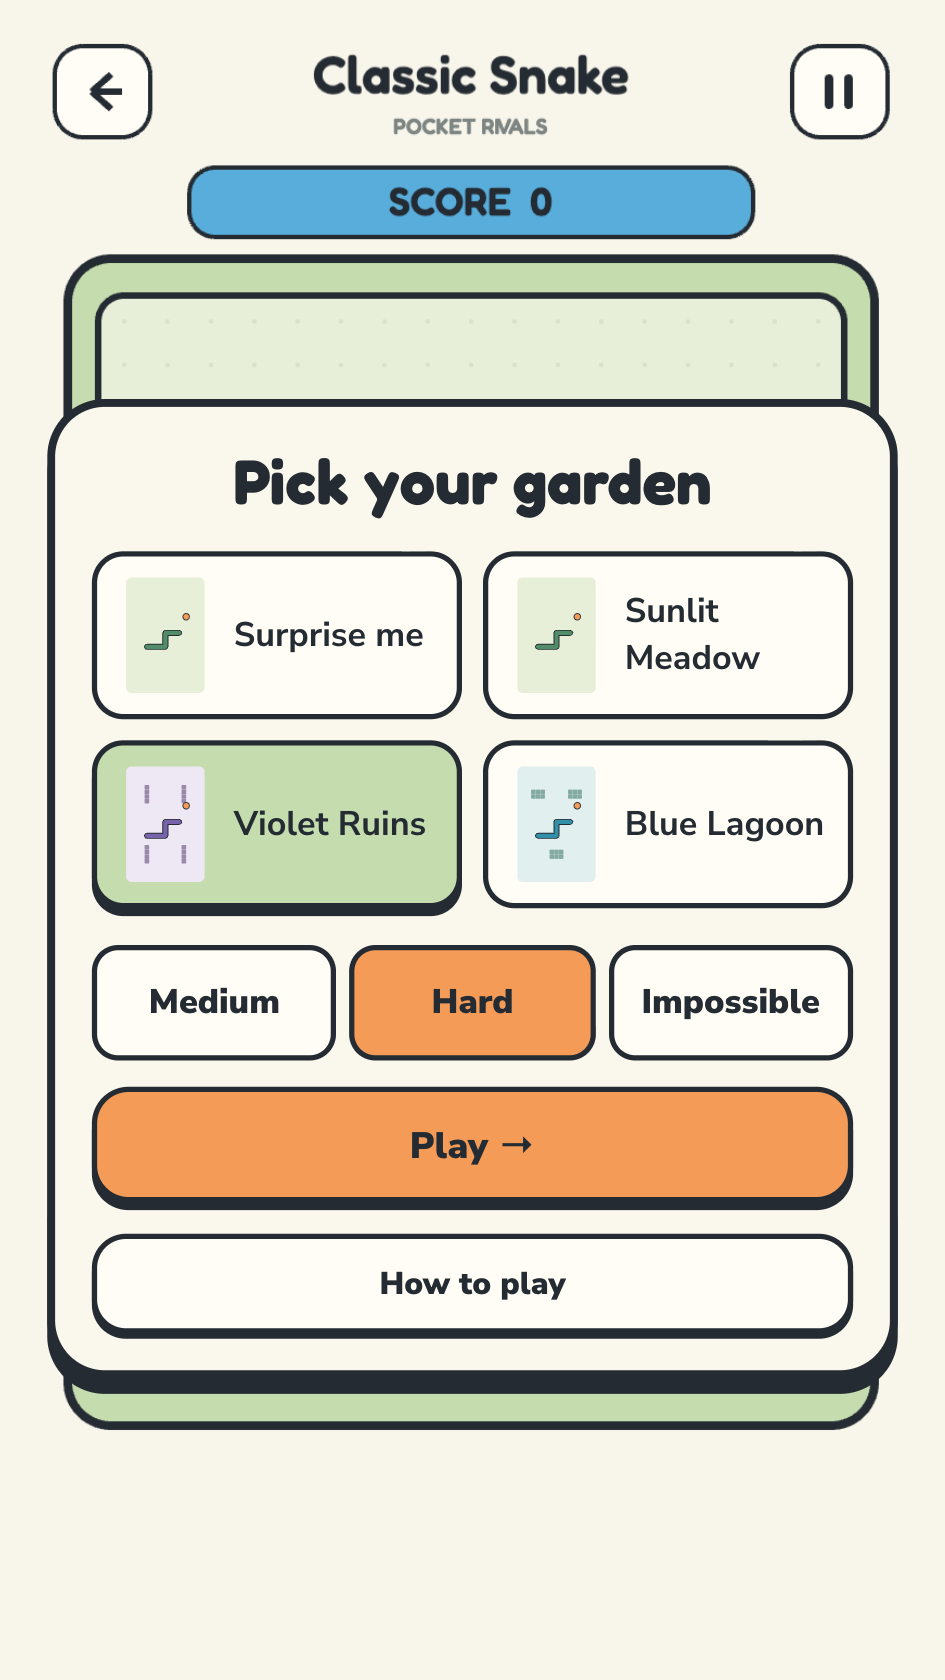 Classic Snake
POCKET RIVALS
SCORE 0
Pick your garden
Surprise me
Sunlit
Meadow
Violet Ruins
Blue Lagoon
Medium
Hard
Impossible
Play →
How to play